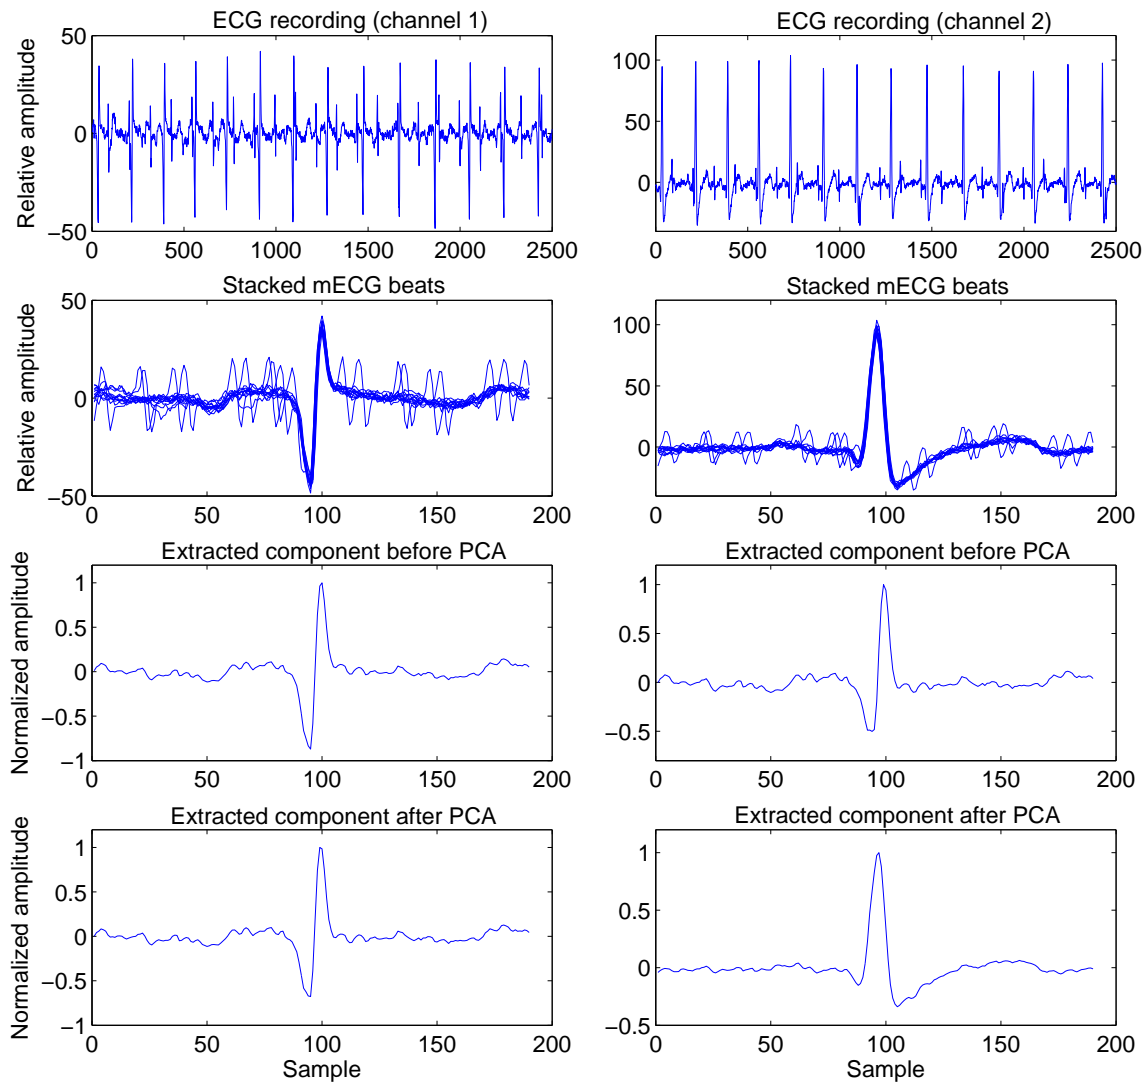 ECG recording (channel 1)
Relative amplitude
50
0
−50
0 500 1000 1500 2000 2500
ECG recording (channel 2)
100
50
0
0 500 1000 1500 2000 2500
Stacked mECG beats
Relative amplitude
50
0
−50
0 50 100 150 200
Stacked mECG beats
100
50
0
0 50 100 150 200
Extracted component before PCA
Normalized amplitude
1
0.5
0
−0.5
−1
0 50 100 150 200
Extracted component before PCA
1
0.5
0
−0.5
0 50 100 150 200
Extracted component after PCA
Normalized amplitude
1
0.5
0
−0.5
−1
0 50 100 150 200
Sample
Extracted component after PCA
1
0.5
0
−0.5
0 50 100 150 200
Sample